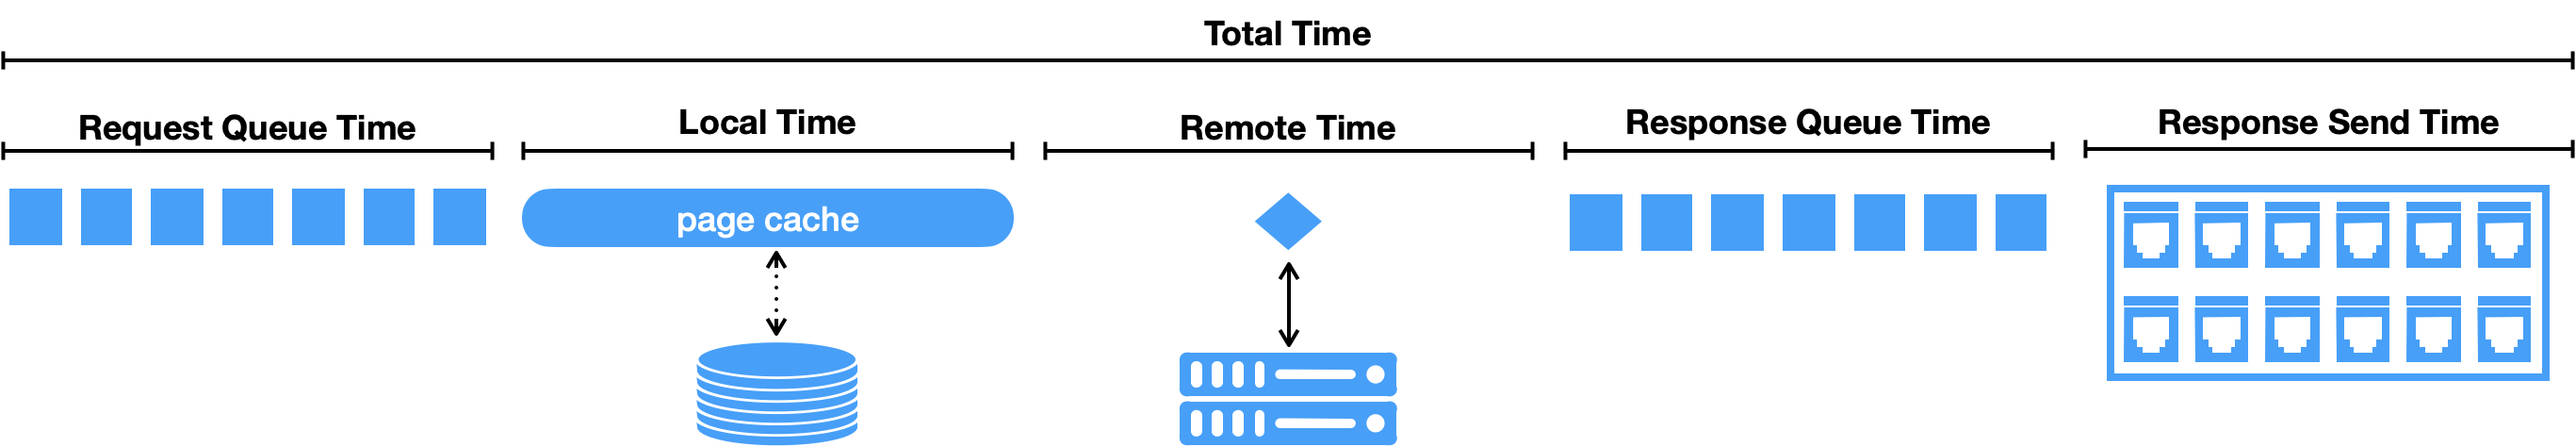 Total Time
Request Queue Time
Local Time
Remote Time
Response Queue Time
Response Send Time
page cache